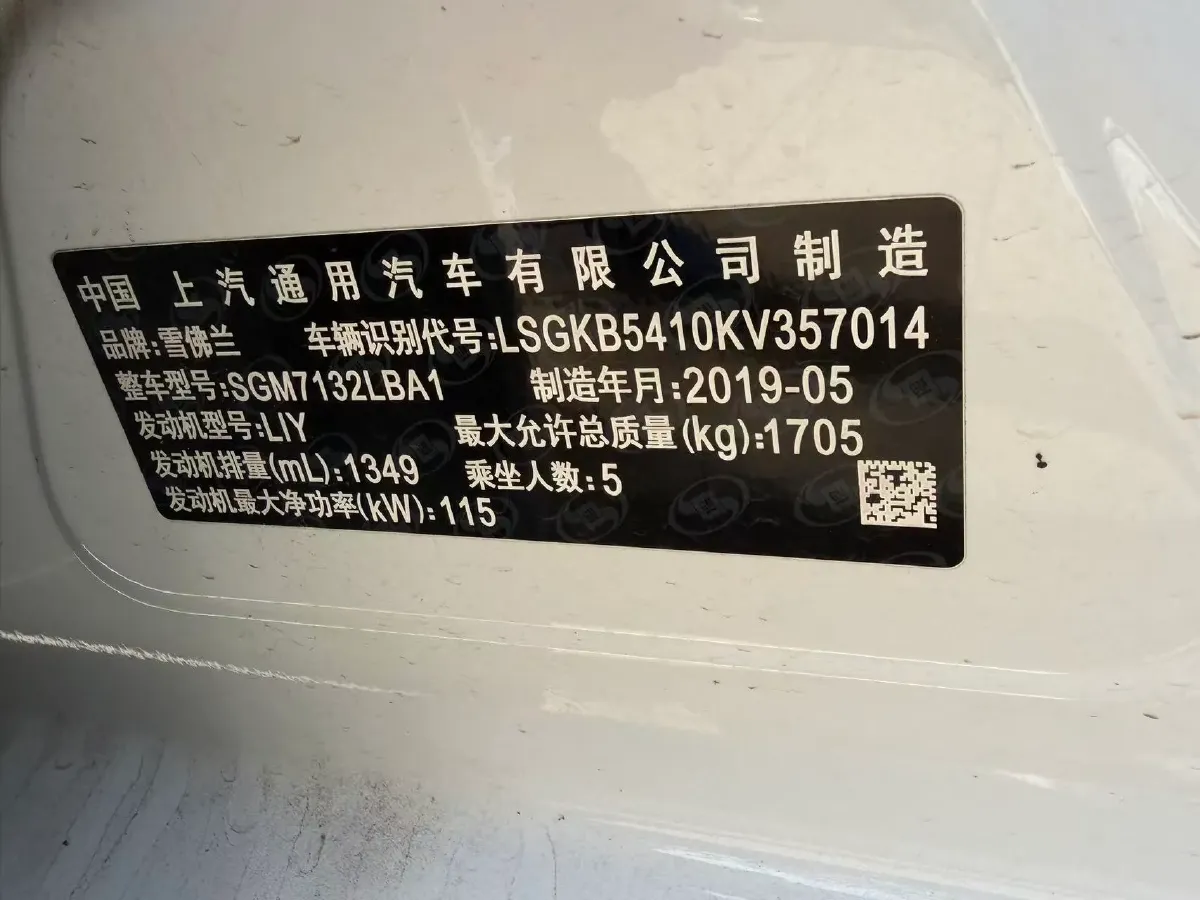 中国 上汽通用汽车有限公司制造
品牌:雪佛兰 车辆识别代号:LSGKB5410KV357014
整车型号:SGM7132LBA1 制造年月:2019-05
发动机型号:LIY 最大允许总质量(kg):1705
发动机排量(mL):1349 乘坐人数:5
发动机最大净功率(kW):115